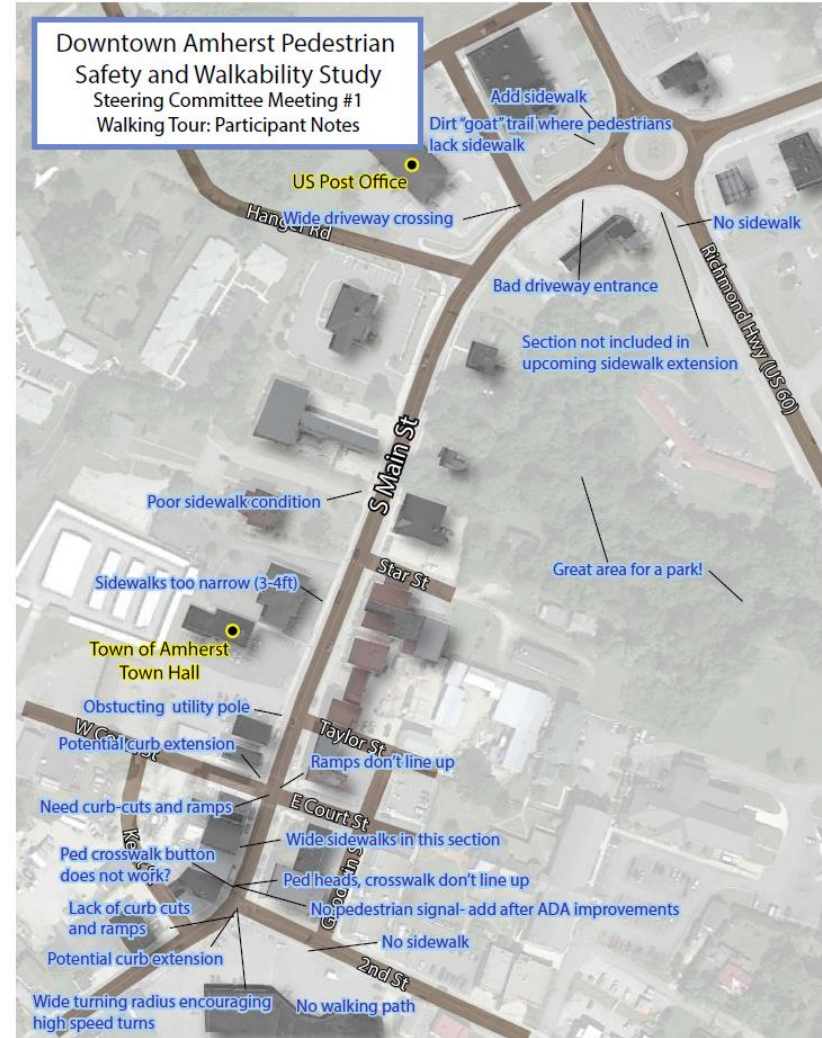 Downtown Amherst Pedestrian
Safety and Walkability Study
Steering Committee Meeting #1
Walking Tour: Participant Notes
Add sidewalk
Dirt "goat" trail where pedestrians
lack sidewalk
US Post Office
Wide driveway crossing
Hanger Rd
No sidewalk
Bad driveway entrance
Richmond Hwy (US 60)
Section not included in
upcoming sidewalk extension
S Main St
Poor sidewalk condition
Star St
Great area for a park!
Sidewalks too narrow (3-4ft)
Town of Amherst
Town Hall
Obstucting utility pole
W Court St
Taylor St
Potential curb extension
Ramps don't line up
Need curb-cuts and ramps
E Court St
Wide sidewalks in this section
Ped crosswalk button
does not work?
Ped heads, crosswalk don't line up
Lack of curb cuts
and ramps
No pedestrian signal- add after ADA improvements
Potential curb extension
No sidewalk
2nd St
Wide turning radius encouraging
high speed turns
No walking path